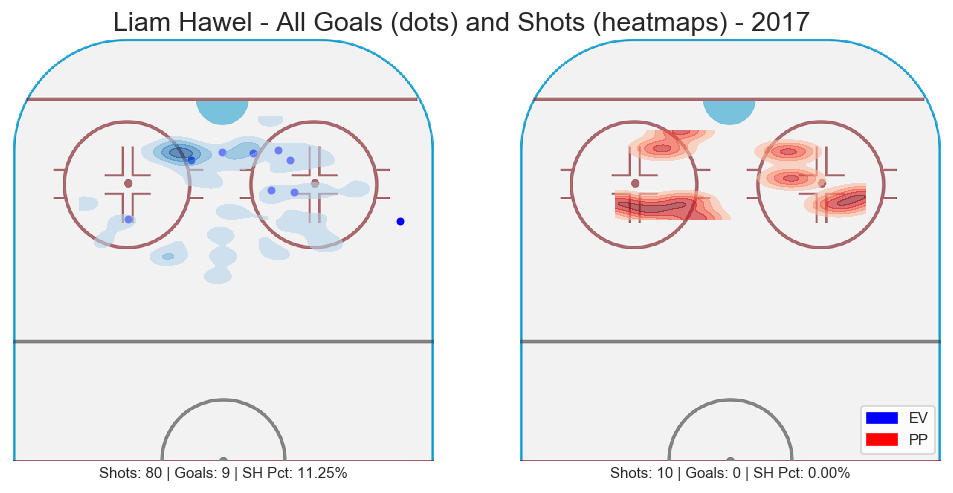 Liam Hawel - All Goals (dots) and Shots (heatmaps) - 2017
EV
PP
Shots: 80 | Goals: 9 | SH Pct: 11.25%
Shots: 10 | Goals: 0 | SH Pct: 0.00%